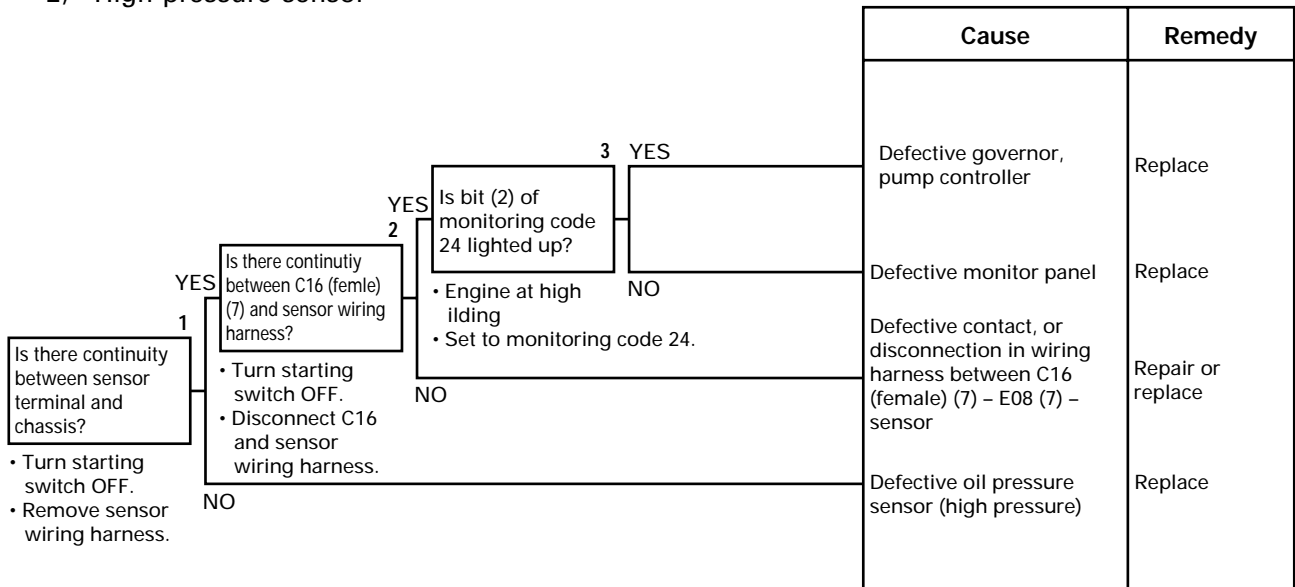 2) High pressure sensor
Cause
Remedy
1
Is there continuity
between sensor
terminal and
chassis?
• Turn starting
switch OFF.
• Remove sensor
wiring harness.
YES
NO
2
Is there continutiy
between C16 (femle)
(7) and sensor wiring
harness?
• Turn starting
switch OFF.
• Disconnect C16
and sensor
wiring harness.
YES
NO
3
Is bit (2) of
monitoring code
24 lighted up?
• Engine at high
ilding
• Set to monitoring code 24.
YES
NO
Defective governor,
pump controller
Replace
Defective monitor panel
Replace
Defective contact, or
disconnection in wiring
harness between C16
(female) (7) – E08 (7) –
sensor
Repair or
replace
Defective oil pressure
sensor (high pressure)
Replace